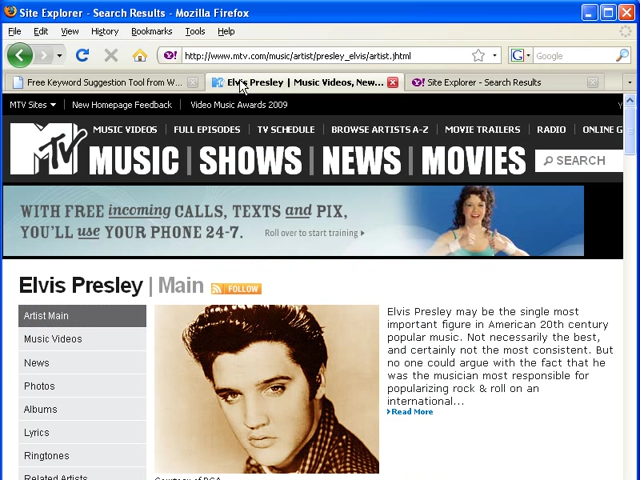 Site Explorer - Search Results - Mozilla Firefox
File Edit View History Bookmarks Tools Help
http://www.mtv.com/music/artist/presley_elvis/artist.jhtml
Google
Free Keyword Suggestion Tool from W...
Elvis Presley | Music Videos, New...
Site Explorer - Search Results
MTV Sites | New Homepage Feedback | Video Music Awards 2009
MUSIC VIDEOS | FULL EPISODES | TV SCHEDULE | BROWSE ARTISTS A-Z | MOVIE TRAILERS | RADIO | ONLINE G
MTV MUSIC | SHOWS | NEWS | MOVIES
SEARCH
WITH FREE incoming CALLS, TEXTS and PIX,
YOU'LL use YOUR PHONE 24-7. Roll over to start training
Elvis Presley | Main FOLLOW
Artist Main
Music Videos
News
Photos
Albums
Lyrics
Ringtones
Related Artists
Elvis Presley may be the single most
important figure in American 20th century
popular music. Not necessarily the best,
and certainly not the most consistent. But
no one could argue with the fact that he
was the musician most responsible for
popularizing rock & roll on an
international...
Read More